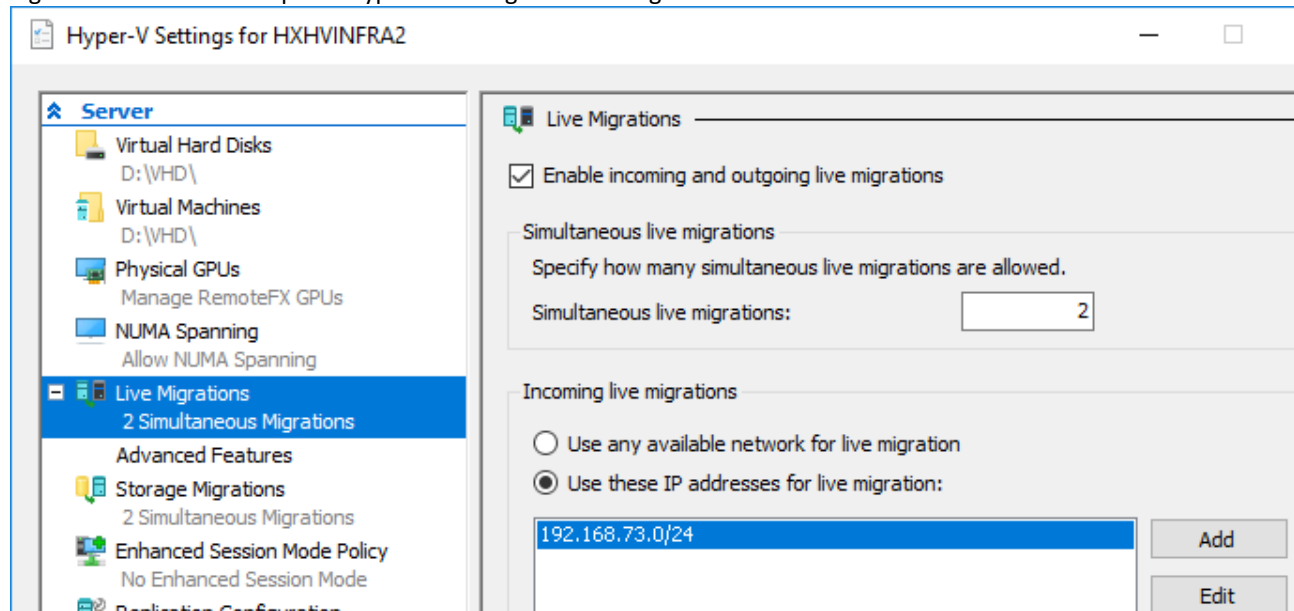 Hyper-V Settings for HXHVINFRA2
Server
Virtual Hard Disks
D:\VHD\
Virtual Machines
D:\VHD\
Physical GPUs
Manage RemoteFX GPUs
NUMA Spanning
Allow NUMA Spanning
Live Migrations
2 Simultaneous Migrations
Advanced Features
Storage Migrations
2 Simultaneous Migrations
Enhanced Session Mode Policy
No Enhanced Session Mode
Replication Configuration
Live Migrations
Enable incoming and outgoing live migrations
Simultaneous live migrations
Specify how many simultaneous live migrations are allowed.
Simultaneous live migrations: 2
Incoming live migrations
Use any available network for live migration
Use these IP addresses for live migration:
192.168.73.0/24
Add
Edit